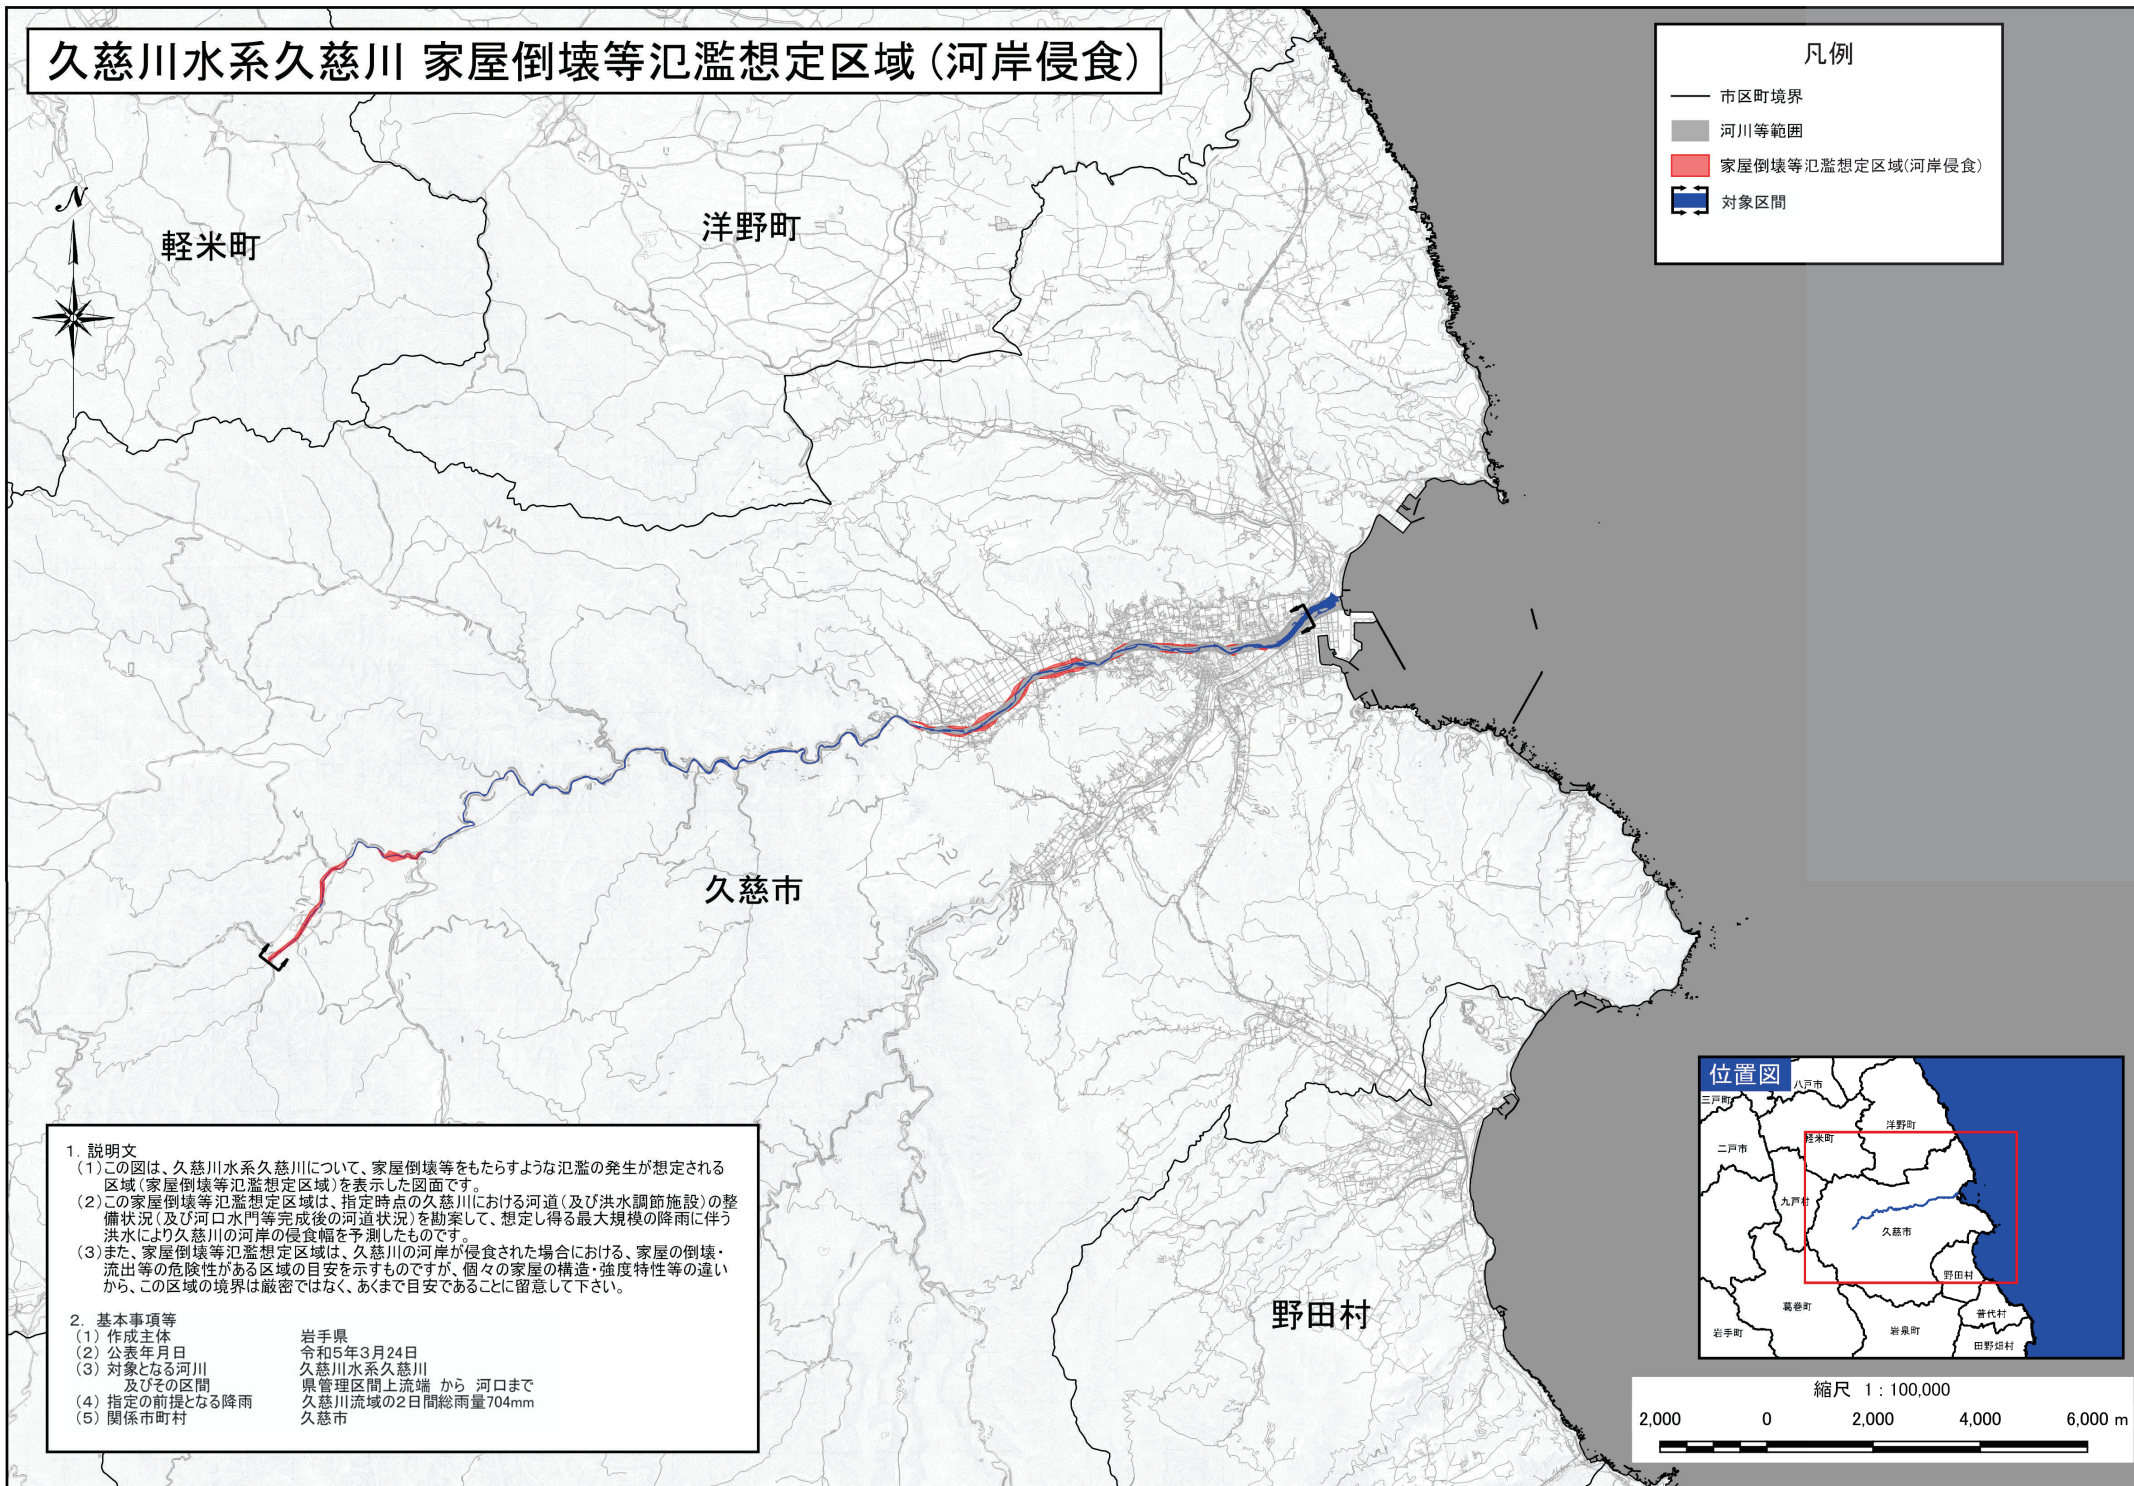 久慈川水系久慈川 家屋倒壊等氾濫想定区域(河岸侵食)
凡例
市区町境界
河川等範囲
家屋倒壊等氾濫想定区域(河岸侵食)
対象区間
N
軽米町
洋野町
久慈市
野田村
1. 説明文
(1)この図は、久慈川水系久慈川について、家屋倒壊等をもたらすような氾濫の発生が想定される
区域(家屋倒壊等氾濫想定区域)を表示した図面です。
(2)この家屋倒壊等氾濫想定区域は、指定時点の久慈川における河道(及び洪水調節施設)の整
備状況(及び河口水門等完成後の河道状況)を勘案して、想定し得る最大規模の降雨に伴う
洪水により久慈川の河岸の侵食幅を予測したものです。
(3)また、家屋倒壊等氾濫想定区域は、久慈川の河岸が侵食された場合における、家屋の倒壊・
流出等の危険性がある区域の目安を示すものですが、個々の家屋の構造・強度特性等の違い
から、この区域の境界は厳密ではなく、あくまで目安であることに留意して下さい。
2. 基本事項等
(1) 作成主体 岩手県
(2) 公表年月日 令和5年3月24日
(3) 対象となる河川 久慈川水系久慈川
及びその区間 県管理区間上流端 から 河口まで
(4) 指定の前提となる降雨 久慈川流域の2日間総雨量704mm
(5) 関係市町村 久慈市
位置図
八戸市
三戸町
洋野町
軽米町
二戸市
九戸村
久慈市
野田村
葛巻町
普代村
岩手町
岩泉町
田野畑村
縮尺 1:100,000
2,000 0 2,000 4,000 6,000 m